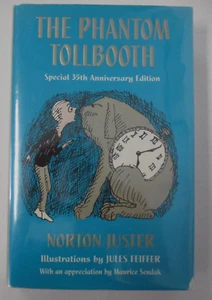 THE PHANTOM
TOLLBOOTH
Special 35th Anniversary Edition
NORTON JUSTER
Illustrations by JULES FEIFFER
With an appreciation by Maurice Sendak